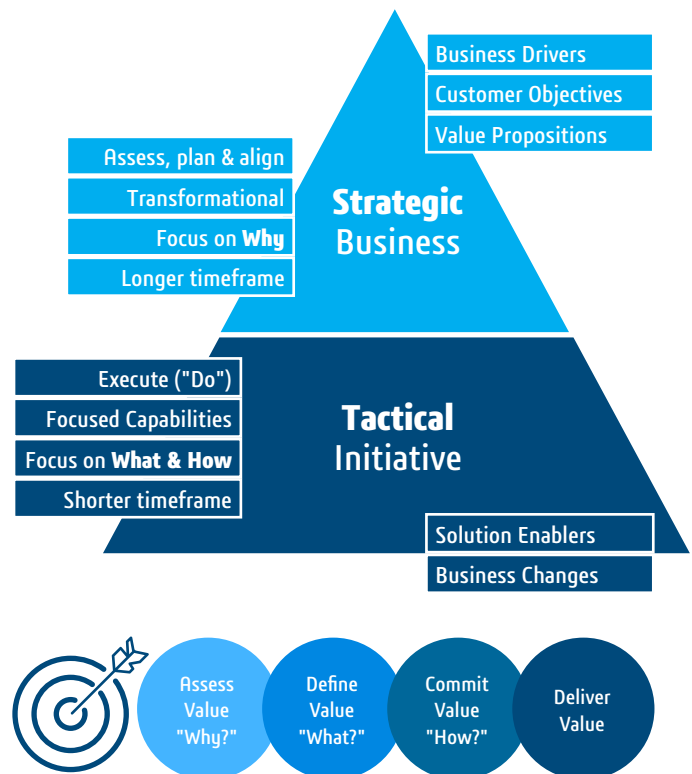 Business Drivers
Customer Objectives
Value Propositions
Assess, plan & align
Transformational
Focus on Why
Longer timeframe
Strategic
Business
Execute ("Do")
Focused Capabilities
Focus on What & How
Shorter timeframe
Tactical
Initiative
Solution Enablers
Business Changes
Assess
Value
"Why?"
Define
Value
"What?"
Commit
Value
"How?"
Deliver
Value